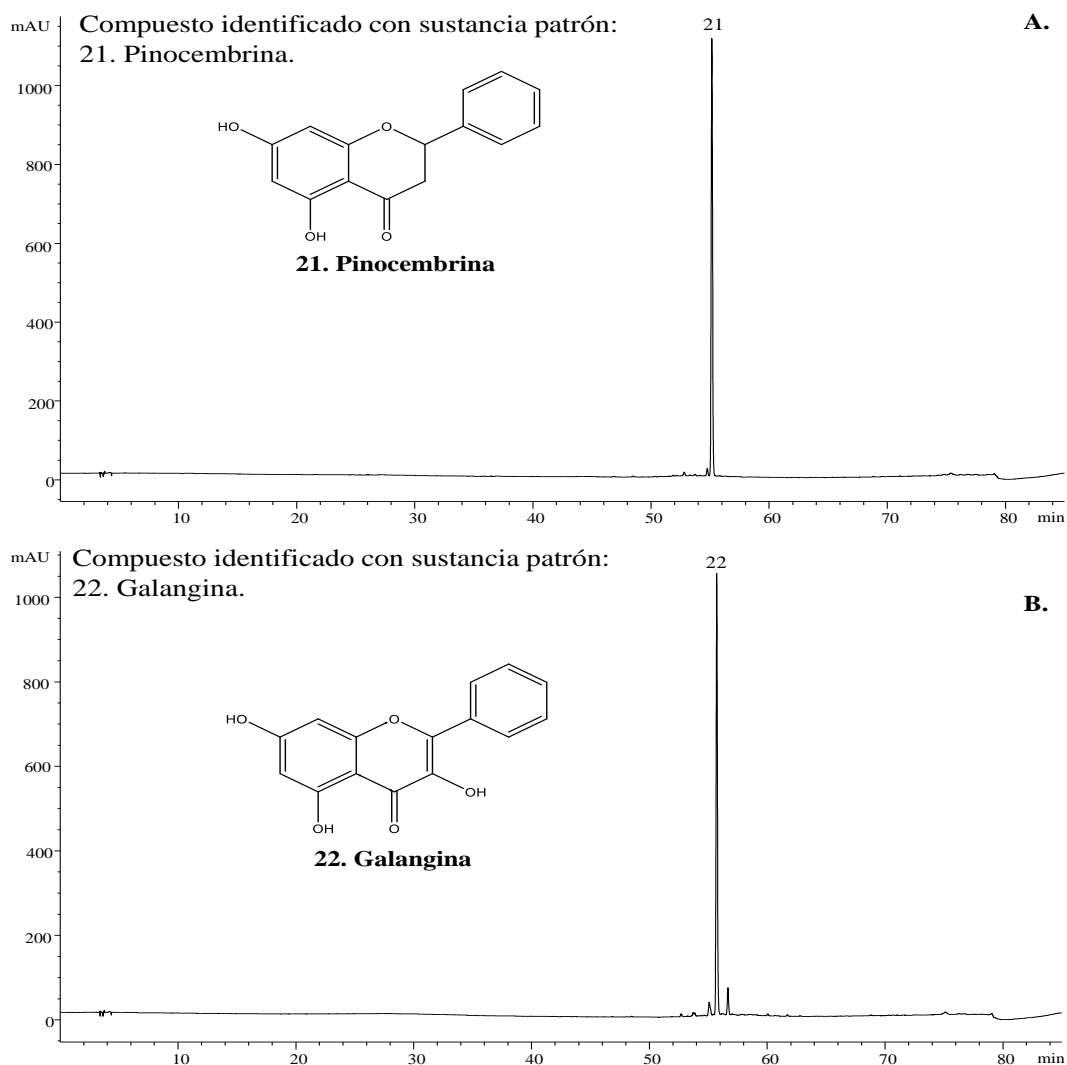 mAU
Compuesto identificado con sustancia patrón:
21. Pinocembrina.
21
A.
1000
800
600
400
200
0
HO
O
OH
O
21. Pinocembrina
10 20 30 40 50 60 70 80 min
mAU
Compuesto identificado con sustancia patrón:
22. Galangina.
22
B.
1000
800
600
400
200
0
HO
O
OH
OH
O
22. Galangina
10 20 30 40 50 60 70 80 min